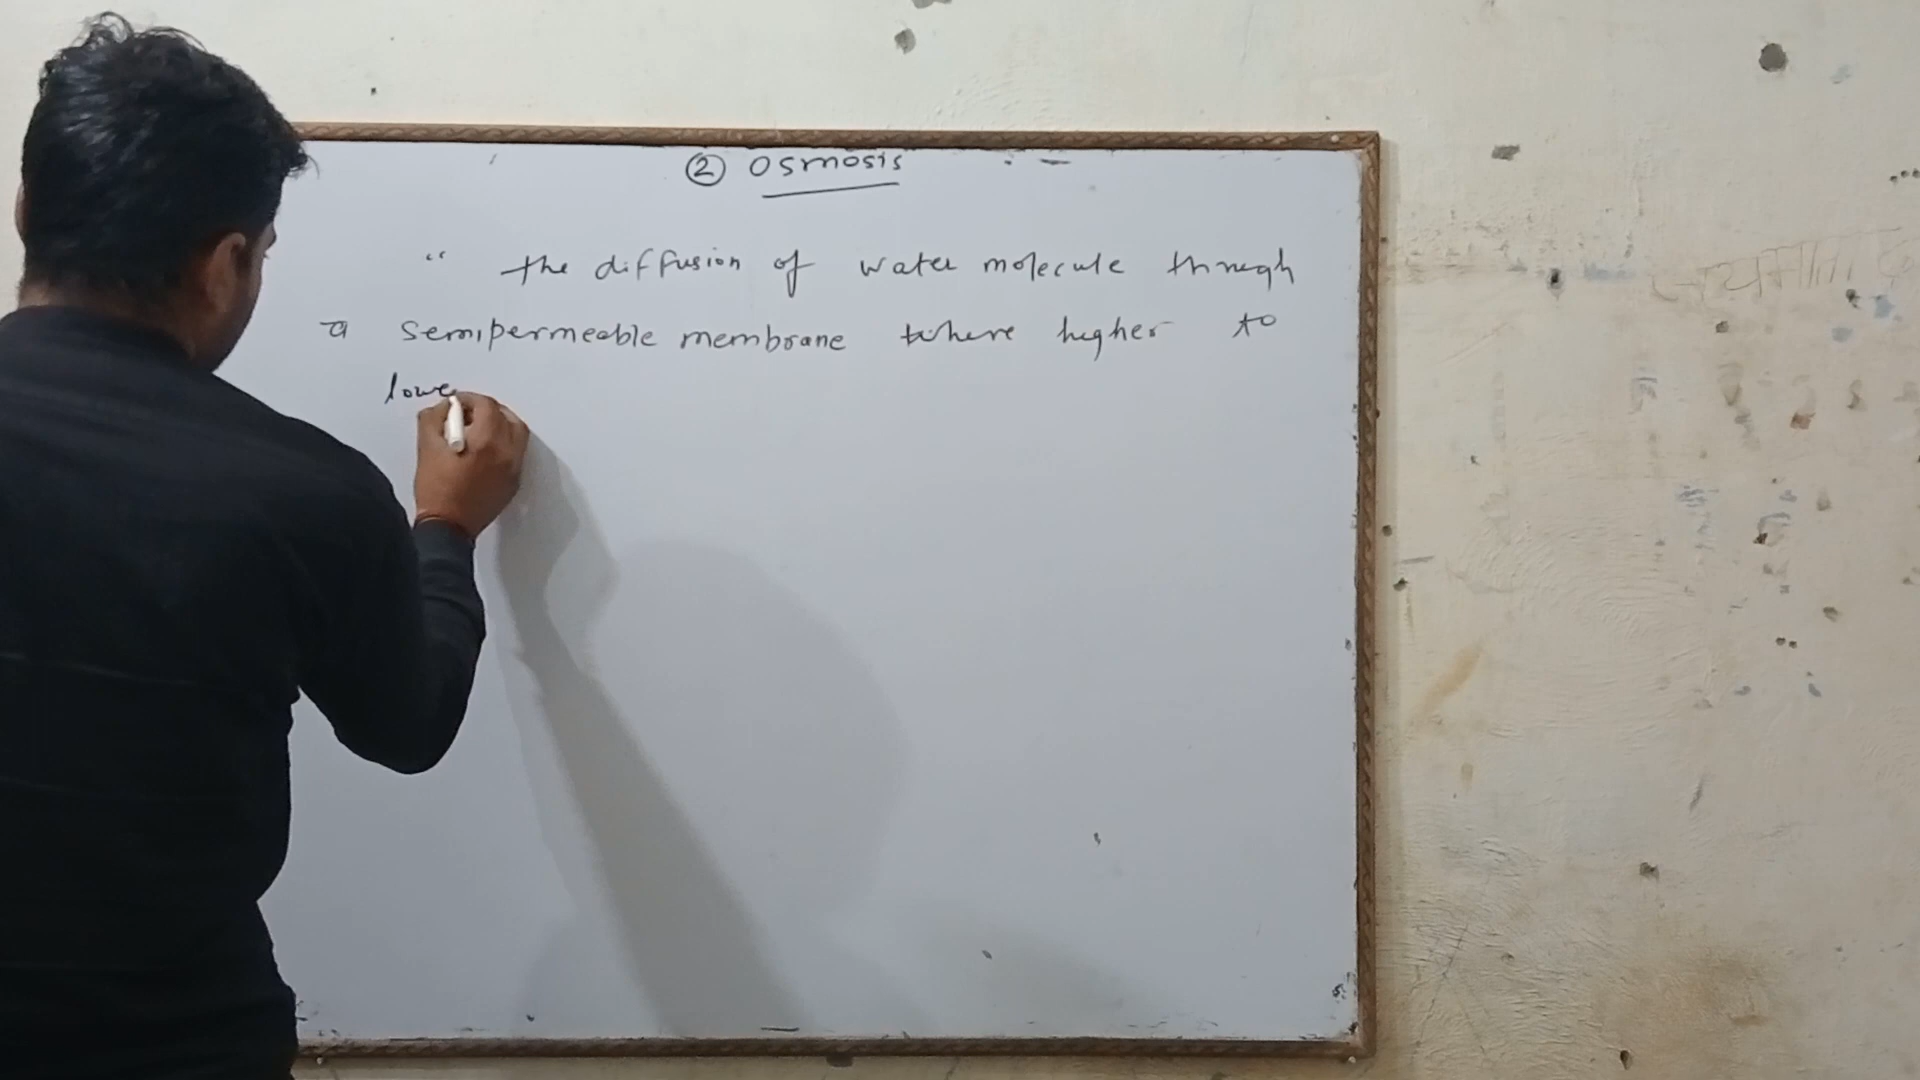 ② Osmosis
" the diffusion of water molecule through
a semipermeable membrane where higher to
lowe